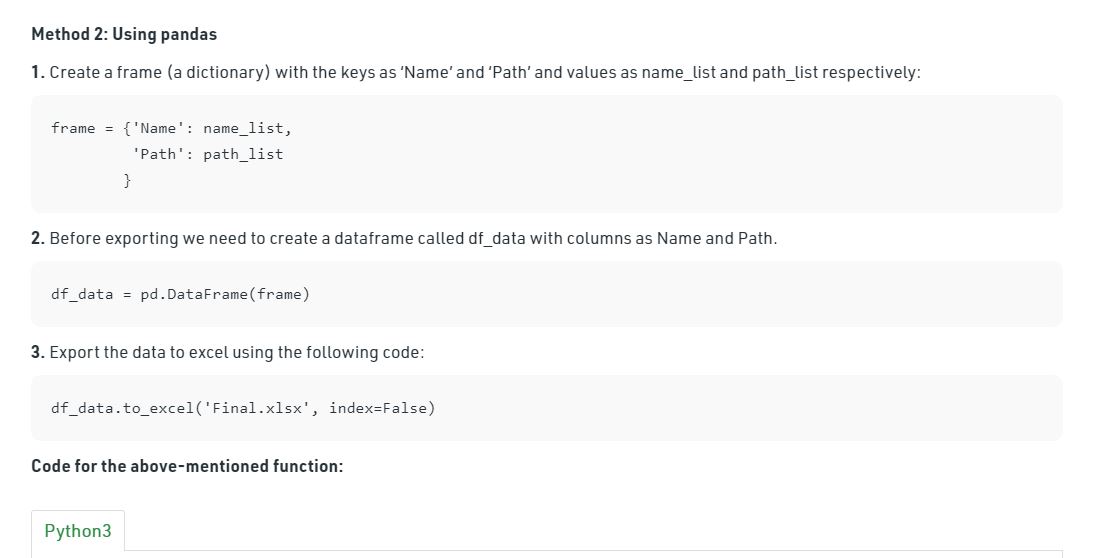 Method 2: Using pandas
1. Create a frame (a dictionary) with the keys as ‘Name’ and ‘Path’ and values as name_list and path_list respectively:
frame = {'Name': name_list,
'Path': path_list
}
2. Before exporting we need to create a dataframe called df_data with columns as Name and Path.
df_data = pd.DataFrame(frame)
3. Export the data to excel using the following code:
df_data.to_excel('Final.xlsx', index=False)
Code for the above-mentioned function:
Python3